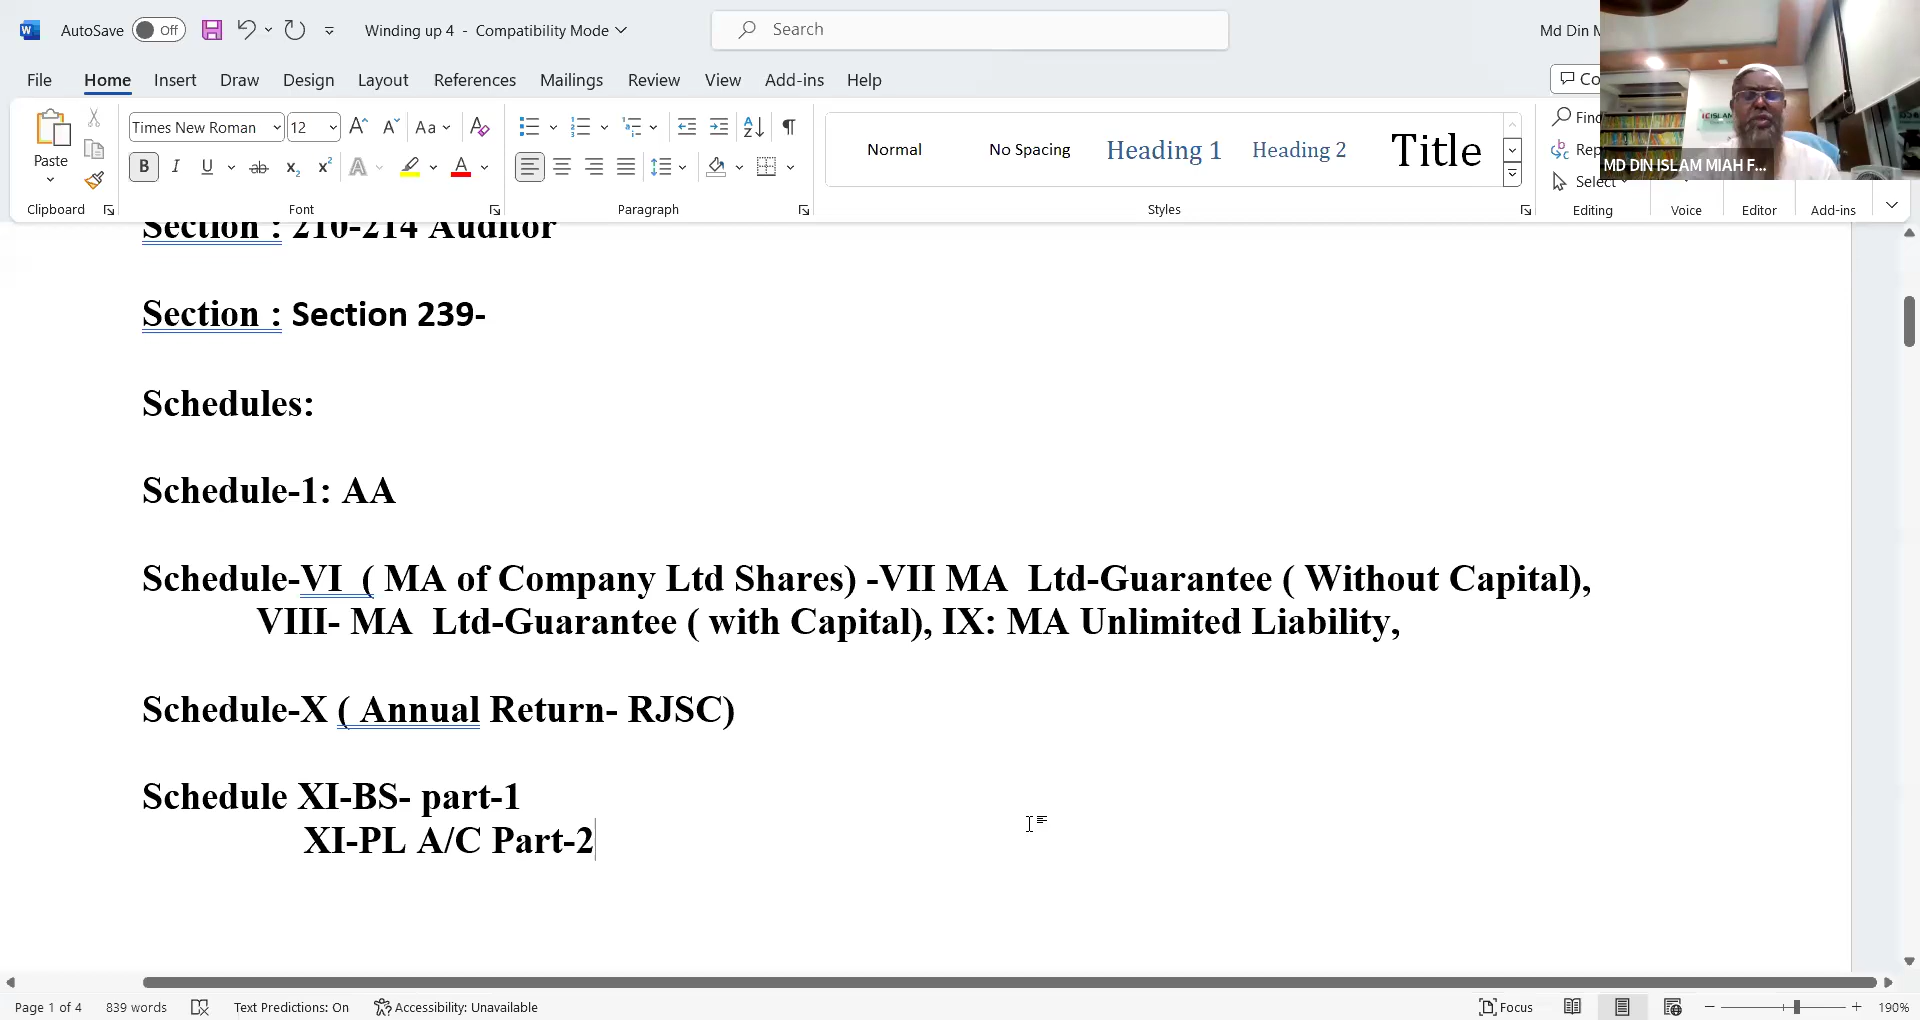 AutoSave Off Winding up 4 - Compatibility Mode Search Md Din
File Home Insert Draw Design Layout References Mailings Review View Add-ins Help
Times New Roman 12 Aa
Paste
B I U ab x₂ x² A A
Normal No Spacing Heading 1 Heading 2 Title
Select
Clipboard Font Paragraph Styles Editing Voice Editor Add-ins
MD DIN ISLAM MIAH F...
Section : 210-214 Auditor
Section : Section 239-
Schedules:
Schedule-1: AA
Schedule-VI ( MA of Company Ltd Shares) -VII MA Ltd-Guarantee ( Without Capital),
VIII- MA Ltd-Guarantee ( with Capital), IX: MA Unlimited Liability,
Schedule-X ( Annual Return- RJSC)
Schedule XI-BS- part-1
XI-PL A/C Part-2
Page 1 of 4 839 words Text Predictions: On Accessibility: Unavailable Focus 190%